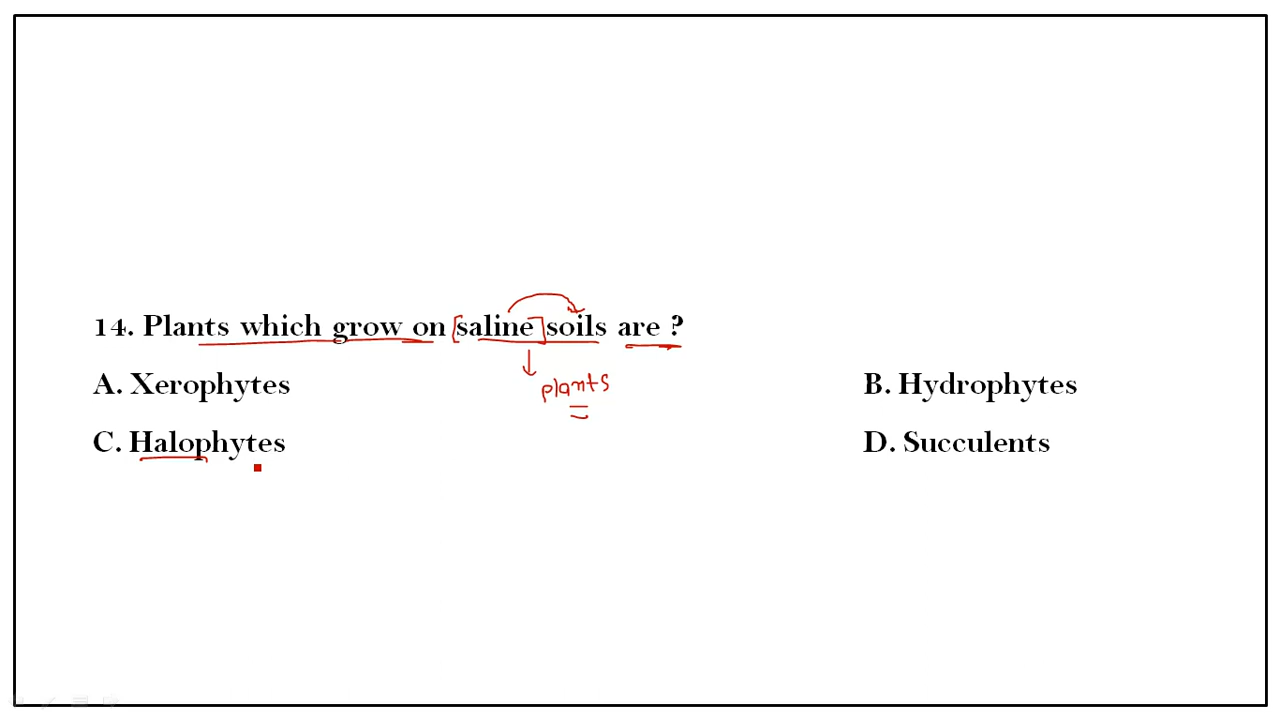 14. Plants which grow on [saline] soils are ?
plants
A. Xerophytes
B. Hydrophytes
C. Halophytes
D. Succulents